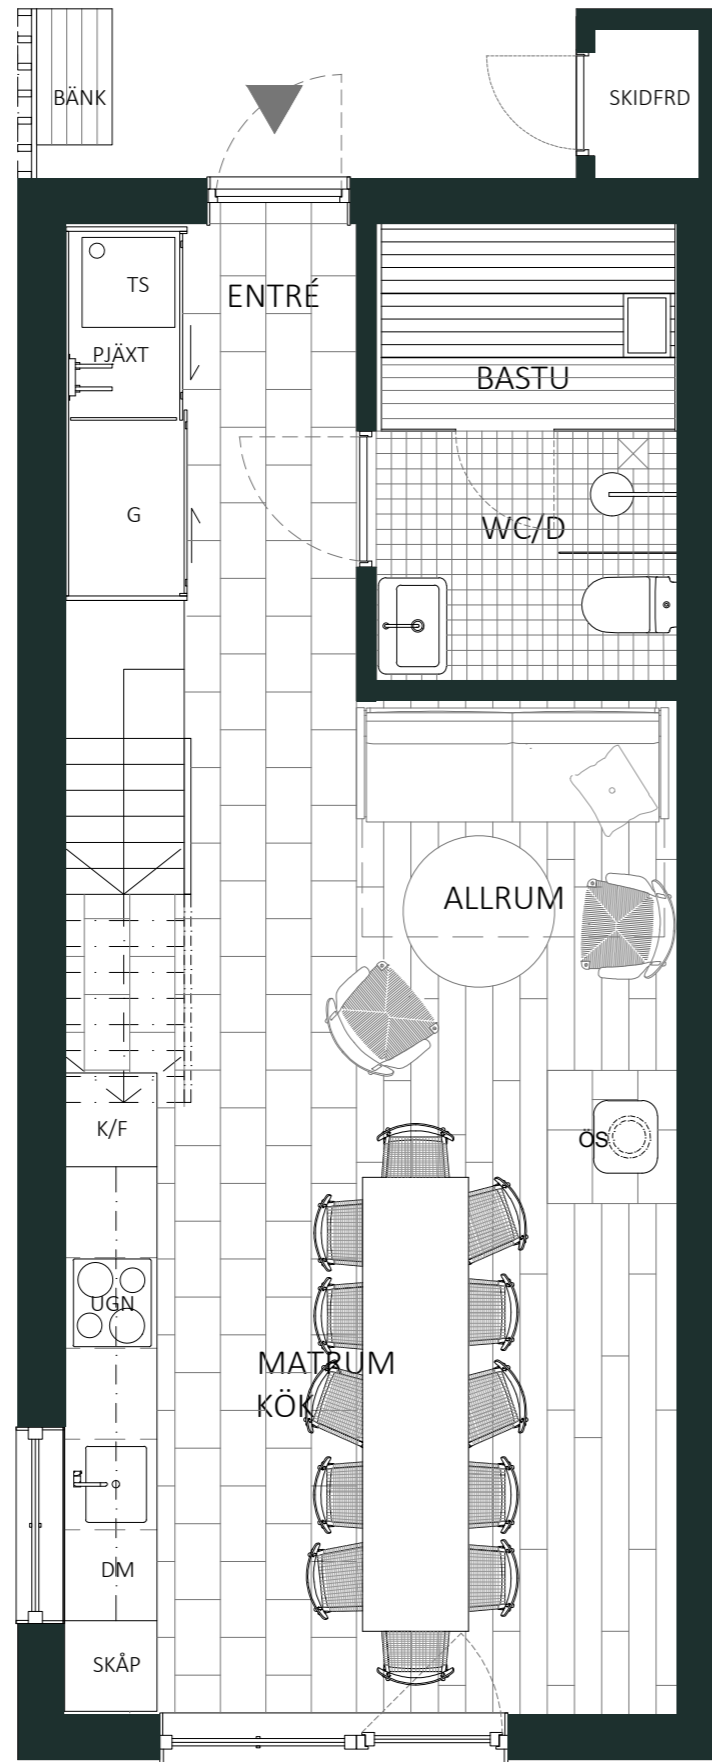 BÄNK
SKIDFRD
TS
ENTRÉ
PJÄXT
BASTU
G
WC/D
ALLRUM
K/F
ÖS
UGN
MATRUM
KÖK
DM
SKÅP